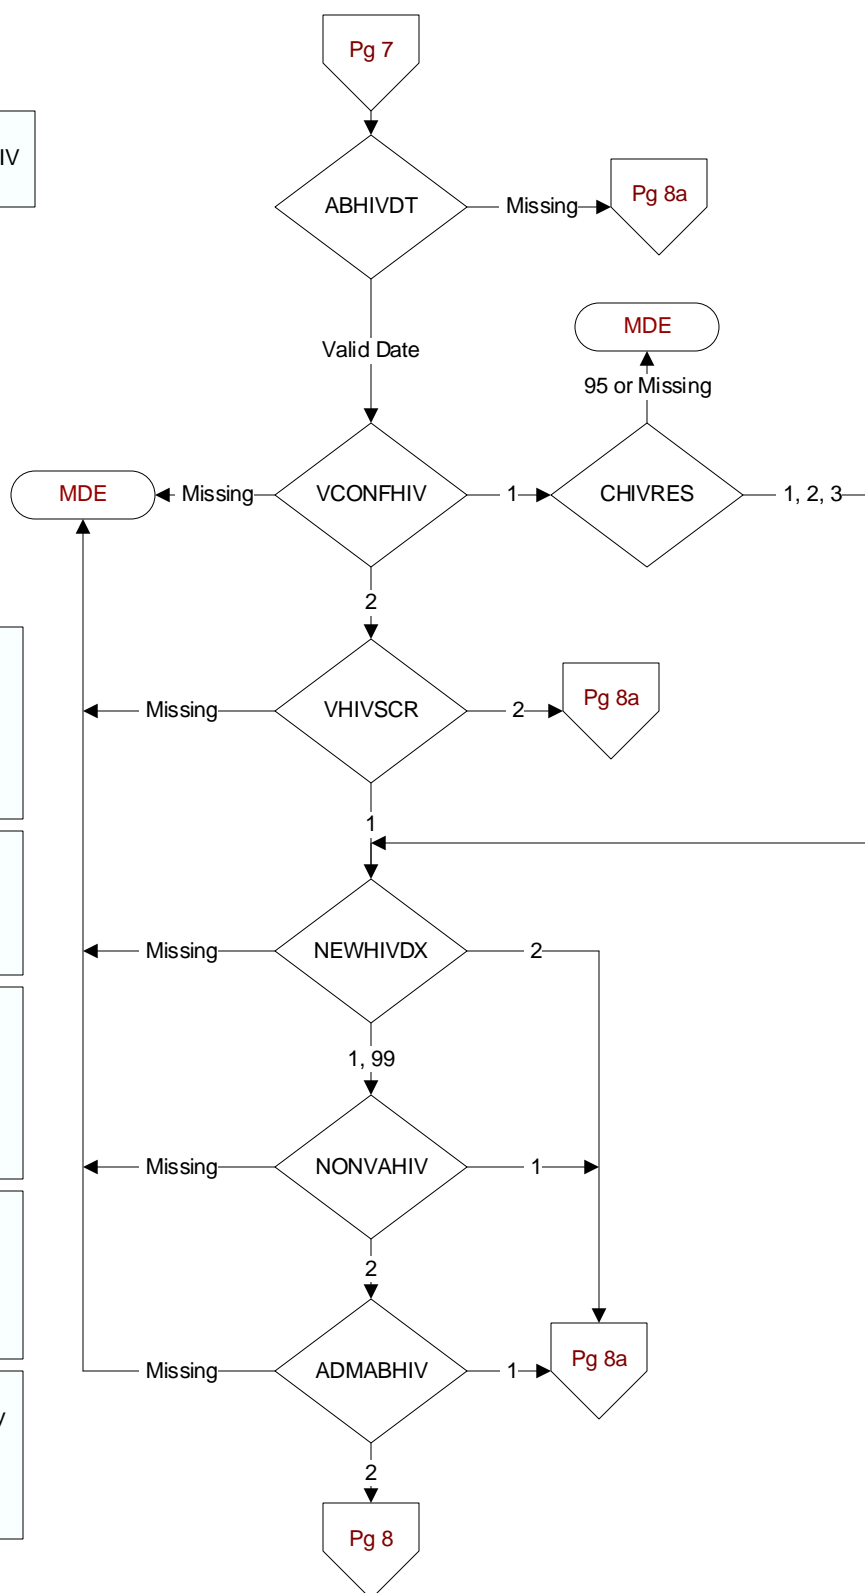 Pg 7
IV
ABHIVDT
Missing
Pg 8a
MDE
Valid Date
95 or Missing
MDE
Missing
VCONFHIV
1
CHIVRES
1, 2, 3
2
Missing
VHIVSCR
2
Pg 8a
1
Missing
NEWHIVDX
2
1, 99
Missing
NONVAHIV
1
2
Missing
ADMABHIV
1
Pg 8a
2
Pg 8